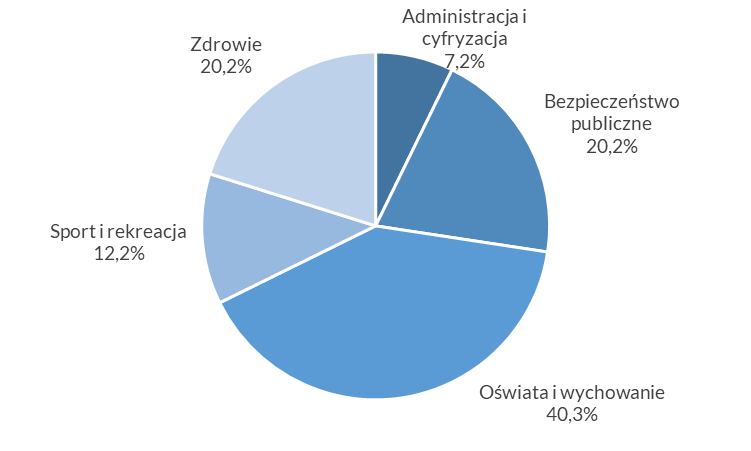 Administracja i
cyfryzacja
7,2%
Zdrowie
20,2%
Bezpieczeństwo
publiczne
20,2%
Sport i rekreacja
12,2%
Oświata i wychowanie
40,3%